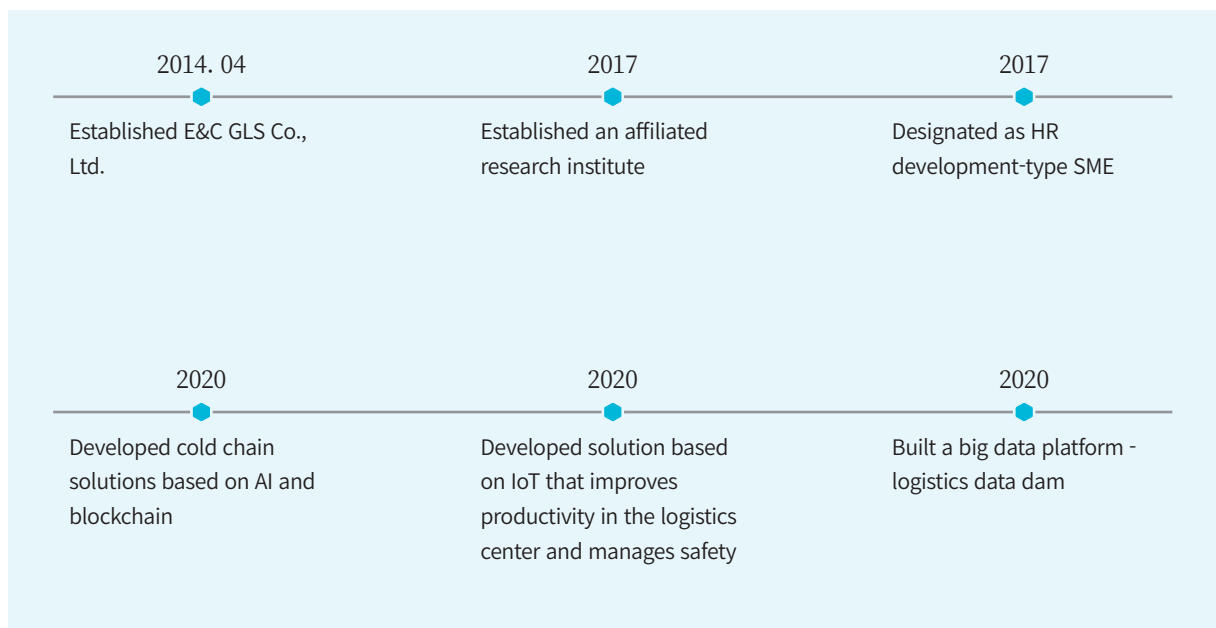 2014. 04
Established E&C GLS Co.,
Ltd.
2017
Established an affiliated
research institute
2017
Designated as HR
development-type SME
2020
Developed cold chain
solutions based on AI and
blockchain
2020
Developed solution based
on IoT that improves
productivity in the logistics
center and manages safety
2020
Built a big data platform -
logistics data dam